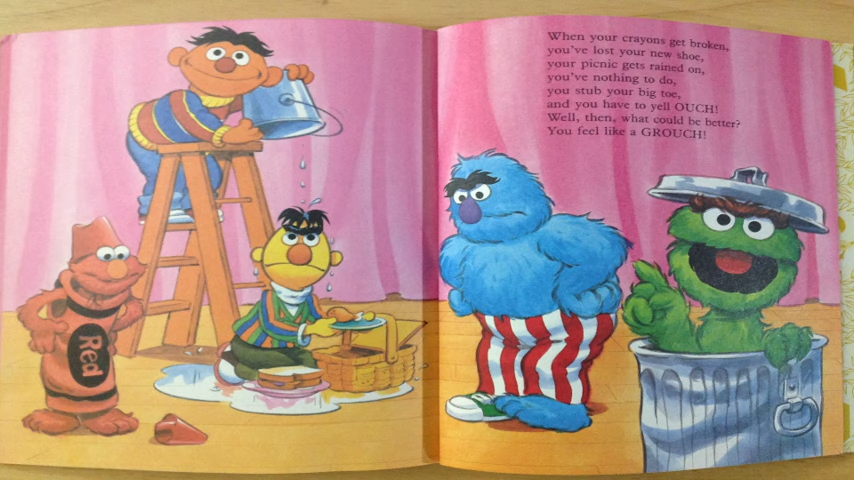 When your crayons get broken,
you've lost your new shoe,
your picnic gets rained on,
you've nothing to do,
you stub your big toe,
and you have to yell OUCH!
Well, then, what could be better?
You feel like a GROUCH!
Red